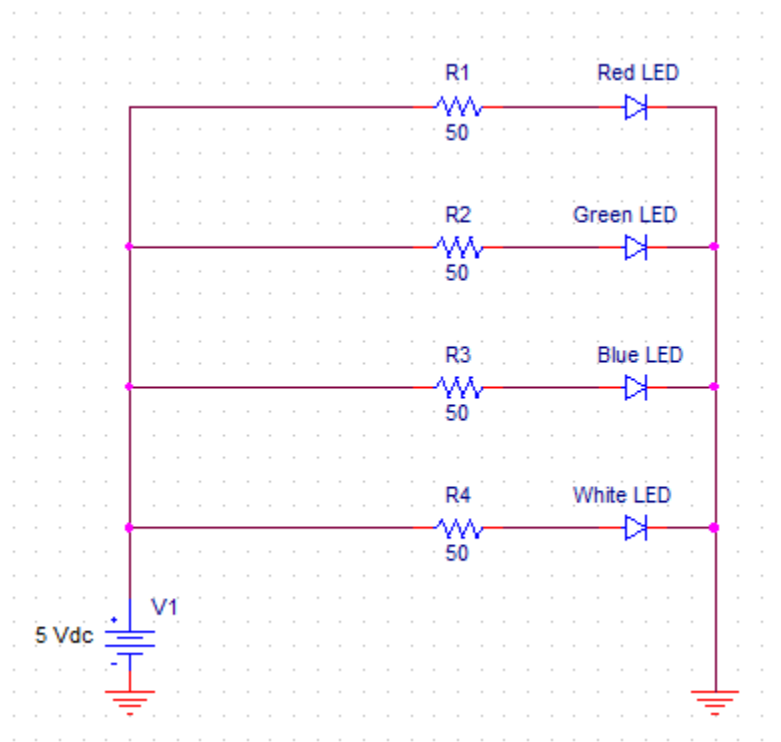 R1
Red LED
50
R2
Green LED
50
R3
Blue LED
50
R4
White LED
50
V1
+
5 Vdc
-